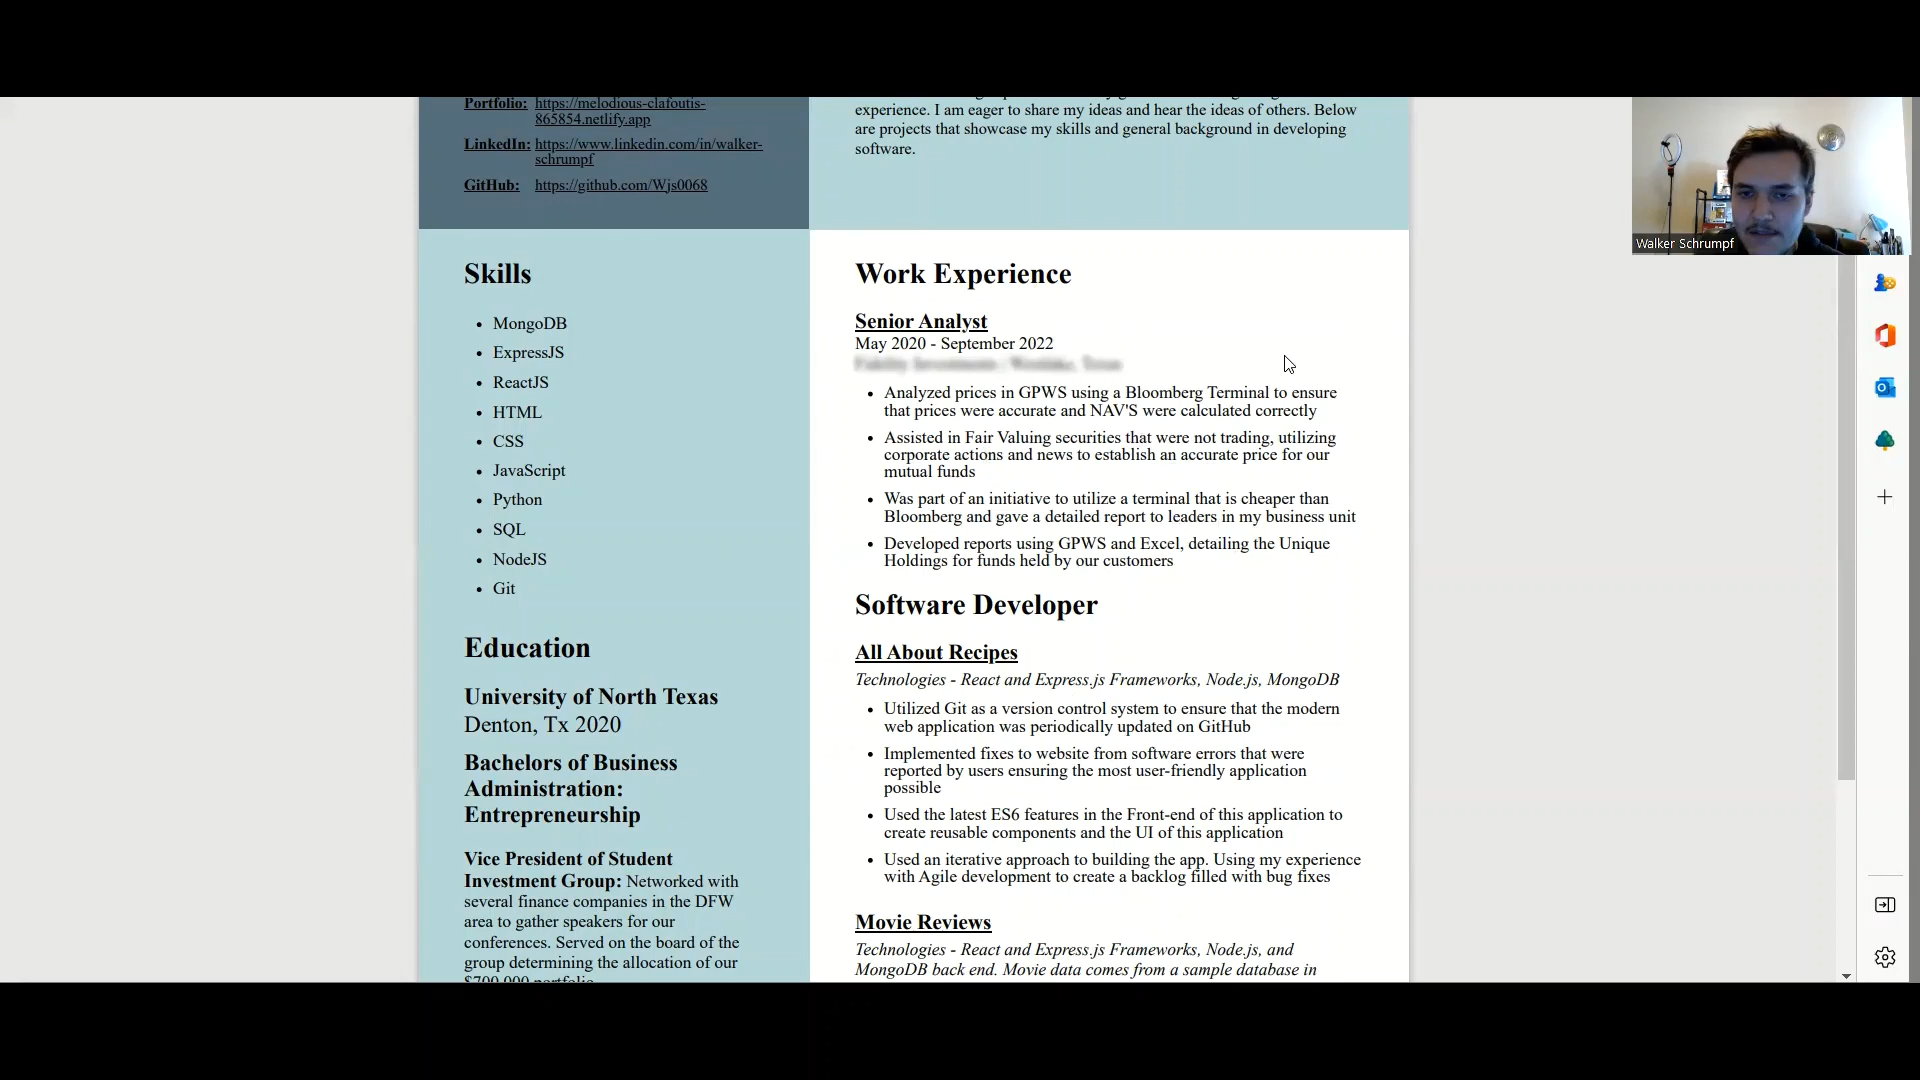 Portfolio: https://melodious-clafoutis-
865854.netlify.app
LinkedIn: https://www.linkedin.com/in/walker-
schrumpf
GitHub: https://github.com/Wjs0068
experience. I am eager to share my ideas and hear the ideas of others. Below
are projects that showcase my skills and general background in developing
software.
Walker Schrumpf
Skills
MongoDB
ExpressJS
ReactJS
HTML
CSS
JavaScript
Python
SQL
NodeJS
Git
Education
University of North Texas
Denton, Tx 2020
Bachelors of Business
Administration:
Entrepreneurship
Vice President of Student
Investment Group: Networked with
several finance companies in the DFW
area to gather speakers for our
conferences. Served on the board of the
group determining the allocation of our
Work Experience
Senior Analyst
May 2020 - September 2022
Analyzed prices in GPWS using a Bloomberg Terminal to ensure
that prices were accurate and NAV'S were calculated correctly
Assisted in Fair Valuing securities that were not trading, utilizing
corporate actions and news to establish an accurate price for our
mutual funds
Was part of an initiative to utilize a terminal that is cheaper than
Bloomberg and gave a detailed report to leaders in my business unit
Developed reports using GPWS and Excel, detailing the Unique
Holdings for funds held by our customers
Software Developer
All About Recipes
Technologies - React and Express.js Frameworks, Node.js, MongoDB
Utilized Git as a version control system to ensure that the modern
web application was periodically updated on GitHub
Implemented fixes to website from software errors that were
reported by users ensuring the most user-friendly application
possible
Used the latest ES6 features in the Front-end of this application to
create reusable components and the UI of this application
Used an iterative approach to building the app. Using my experience
with Agile development to create a backlog filled with bug fixes
Movie Reviews
Technologies - React and Express.js Frameworks, Node.js, and
MongoDB back end. Movie data comes from a sample database in